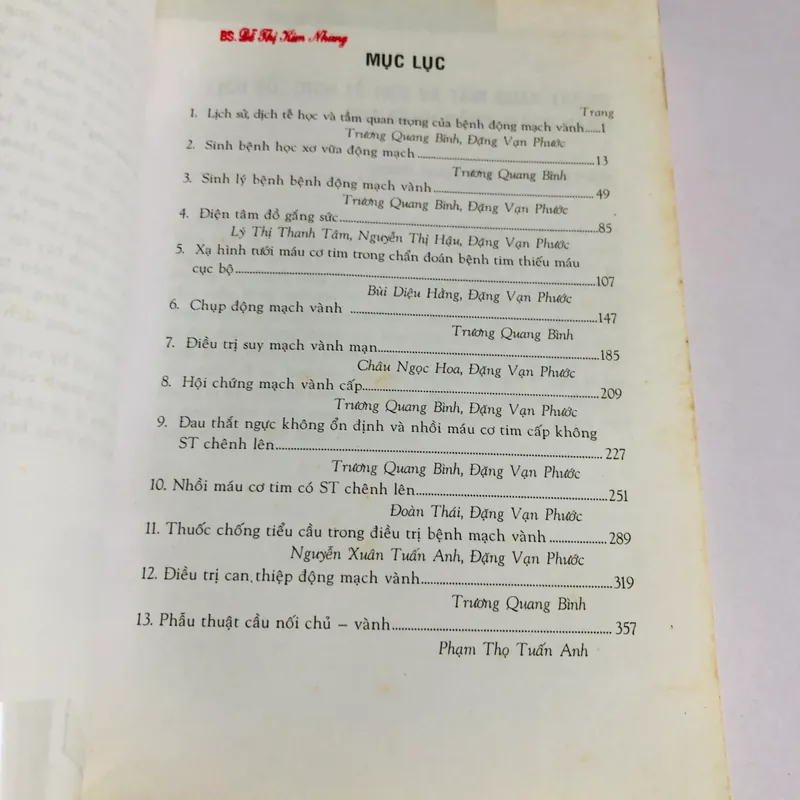 BS. Đỗ Thị Kim Nhung
MỤC LỤC
Trang
1. Lịch sử, dịch tễ học và tầm quan trọng của bệnh động mạch vành.....1
Trương Quang Bình, Đặng Vạn Phước
2. Sinh bệnh học xơ vữa động mạch.....13
Trương Quang Bình
3. Sinh lý bệnh bệnh động mạch vành.....49
Trương Quang Bình, Đặng Vạn Phước
4. Điện tâm đồ gắng sức.....85
Lý Thị Thanh Tâm, Nguyễn Thị Hậu, Đặng Vạn Phước
5. Xạ hình tưới máu cơ tim trong chẩn đoán bệnh tim thiếu máu
cục bộ.....107
Bùi Diệu Hằng, Đặng Vạn Phước
6. Chụp động mạch vành .....147
Trương Quang Bình
7. Điều trị suy mạch vành mạn.....185
Châu Ngọc Hoa, Đặng Vạn Phước
8. Hội chứng mạch vành cấp.....209
Trương Quang Bình, Đặng Vạn Phước
9. Đau thắt ngực không ổn định và nhồi máu cơ tim cấp không
ST chênh lên.....227
Trương Quang Bình, Đặng Vạn Phước
10. Nhồi máu cơ tim có ST chênh lên.....251
Đoàn Thái, Đặng Vạn Phước
11. Thuốc chống tiểu cầu trong điều trị bệnh mạch vành.....289
Nguyễn Xuân Tuấn Anh, Đặng Vạn Phước
12. Điều trị can thiệp động mạch vành.....319
Trương Quang Bình
13. Phẫu thuật cầu nối chủ – vành.....357
Phạm Thọ Tuấn Anh